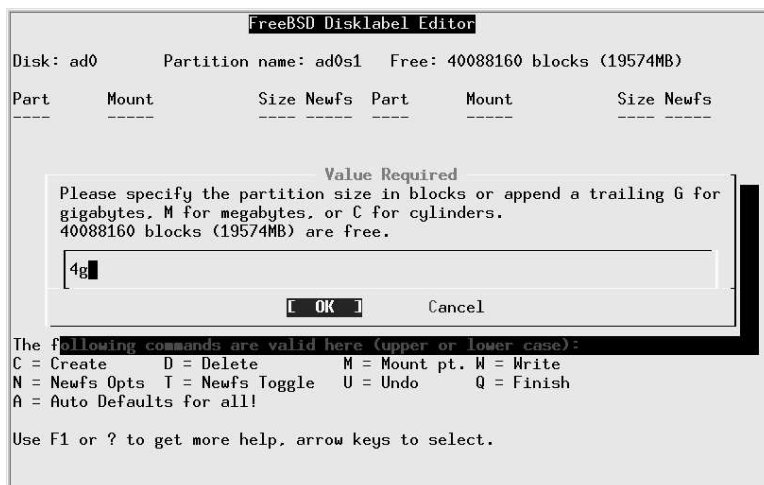 FreeBSD Disklabel Editor
Disk: ad0 Partition name: ad0s1 Free: 40088160 blocks (19574MB)
Part Mount Size Newfs Part Mount Size Newfs
---- ----- ---- ----- ---- ----- ---- -----
Value Required
Please specify the partition size in blocks or append a trailing G for
gigabytes, M for megabytes, or C for cylinders.
40088160 blocks (19574MB) are free.
4g
[ OK ] Cancel
The following commands are valid here (upper or lower case):
C = Create D = Delete M = Mount pt. W = Write
N = Newfs Opts T = Newfs Toggle U = Undo Q = Finish
A = Auto Defaults for all!
Use F1 or ? to get more help, arrow keys to select.